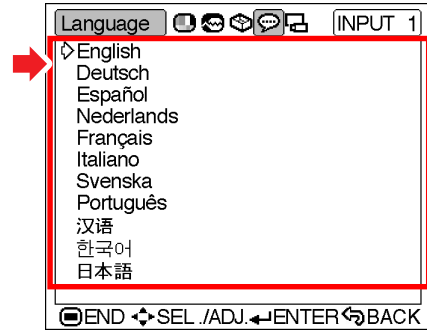 Language INPUT 1
English
Deutsch
Español
Nederlands
Français
Italiano
Svenska
Português
汉语
한국어
日本語
END SEL./ADJ. ENTER BACK